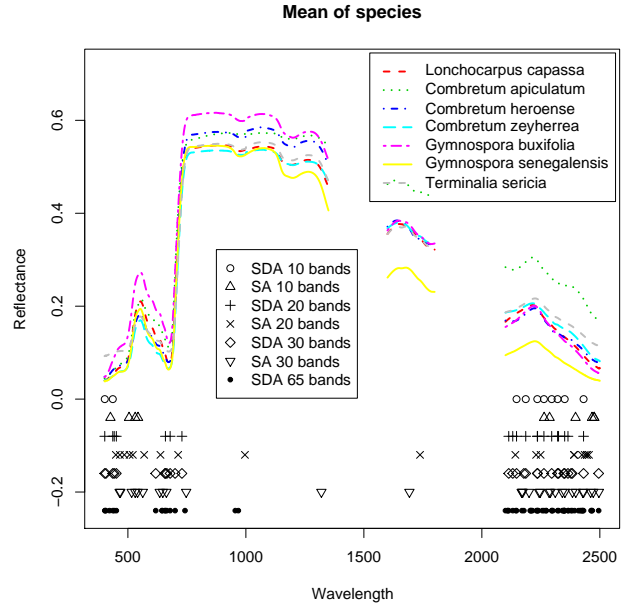 Mean of species
Lonchocarpus capassa
Combretum apiculatum
Combretum heroense
Combretum zeyherrea
Gymnospora buxifolia
Gymnospora senegalensis
Terminalia sericia
SDA 10 bands
SA 10 bands
SDA 20 bands
SA 20 bands
SDA 30 bands
SA 30 bands
SDA 65 bands
Reflectance
0.6
0.4
0.2
0.0
−0.2
500 1000 1500 2000 2500
Wavelength